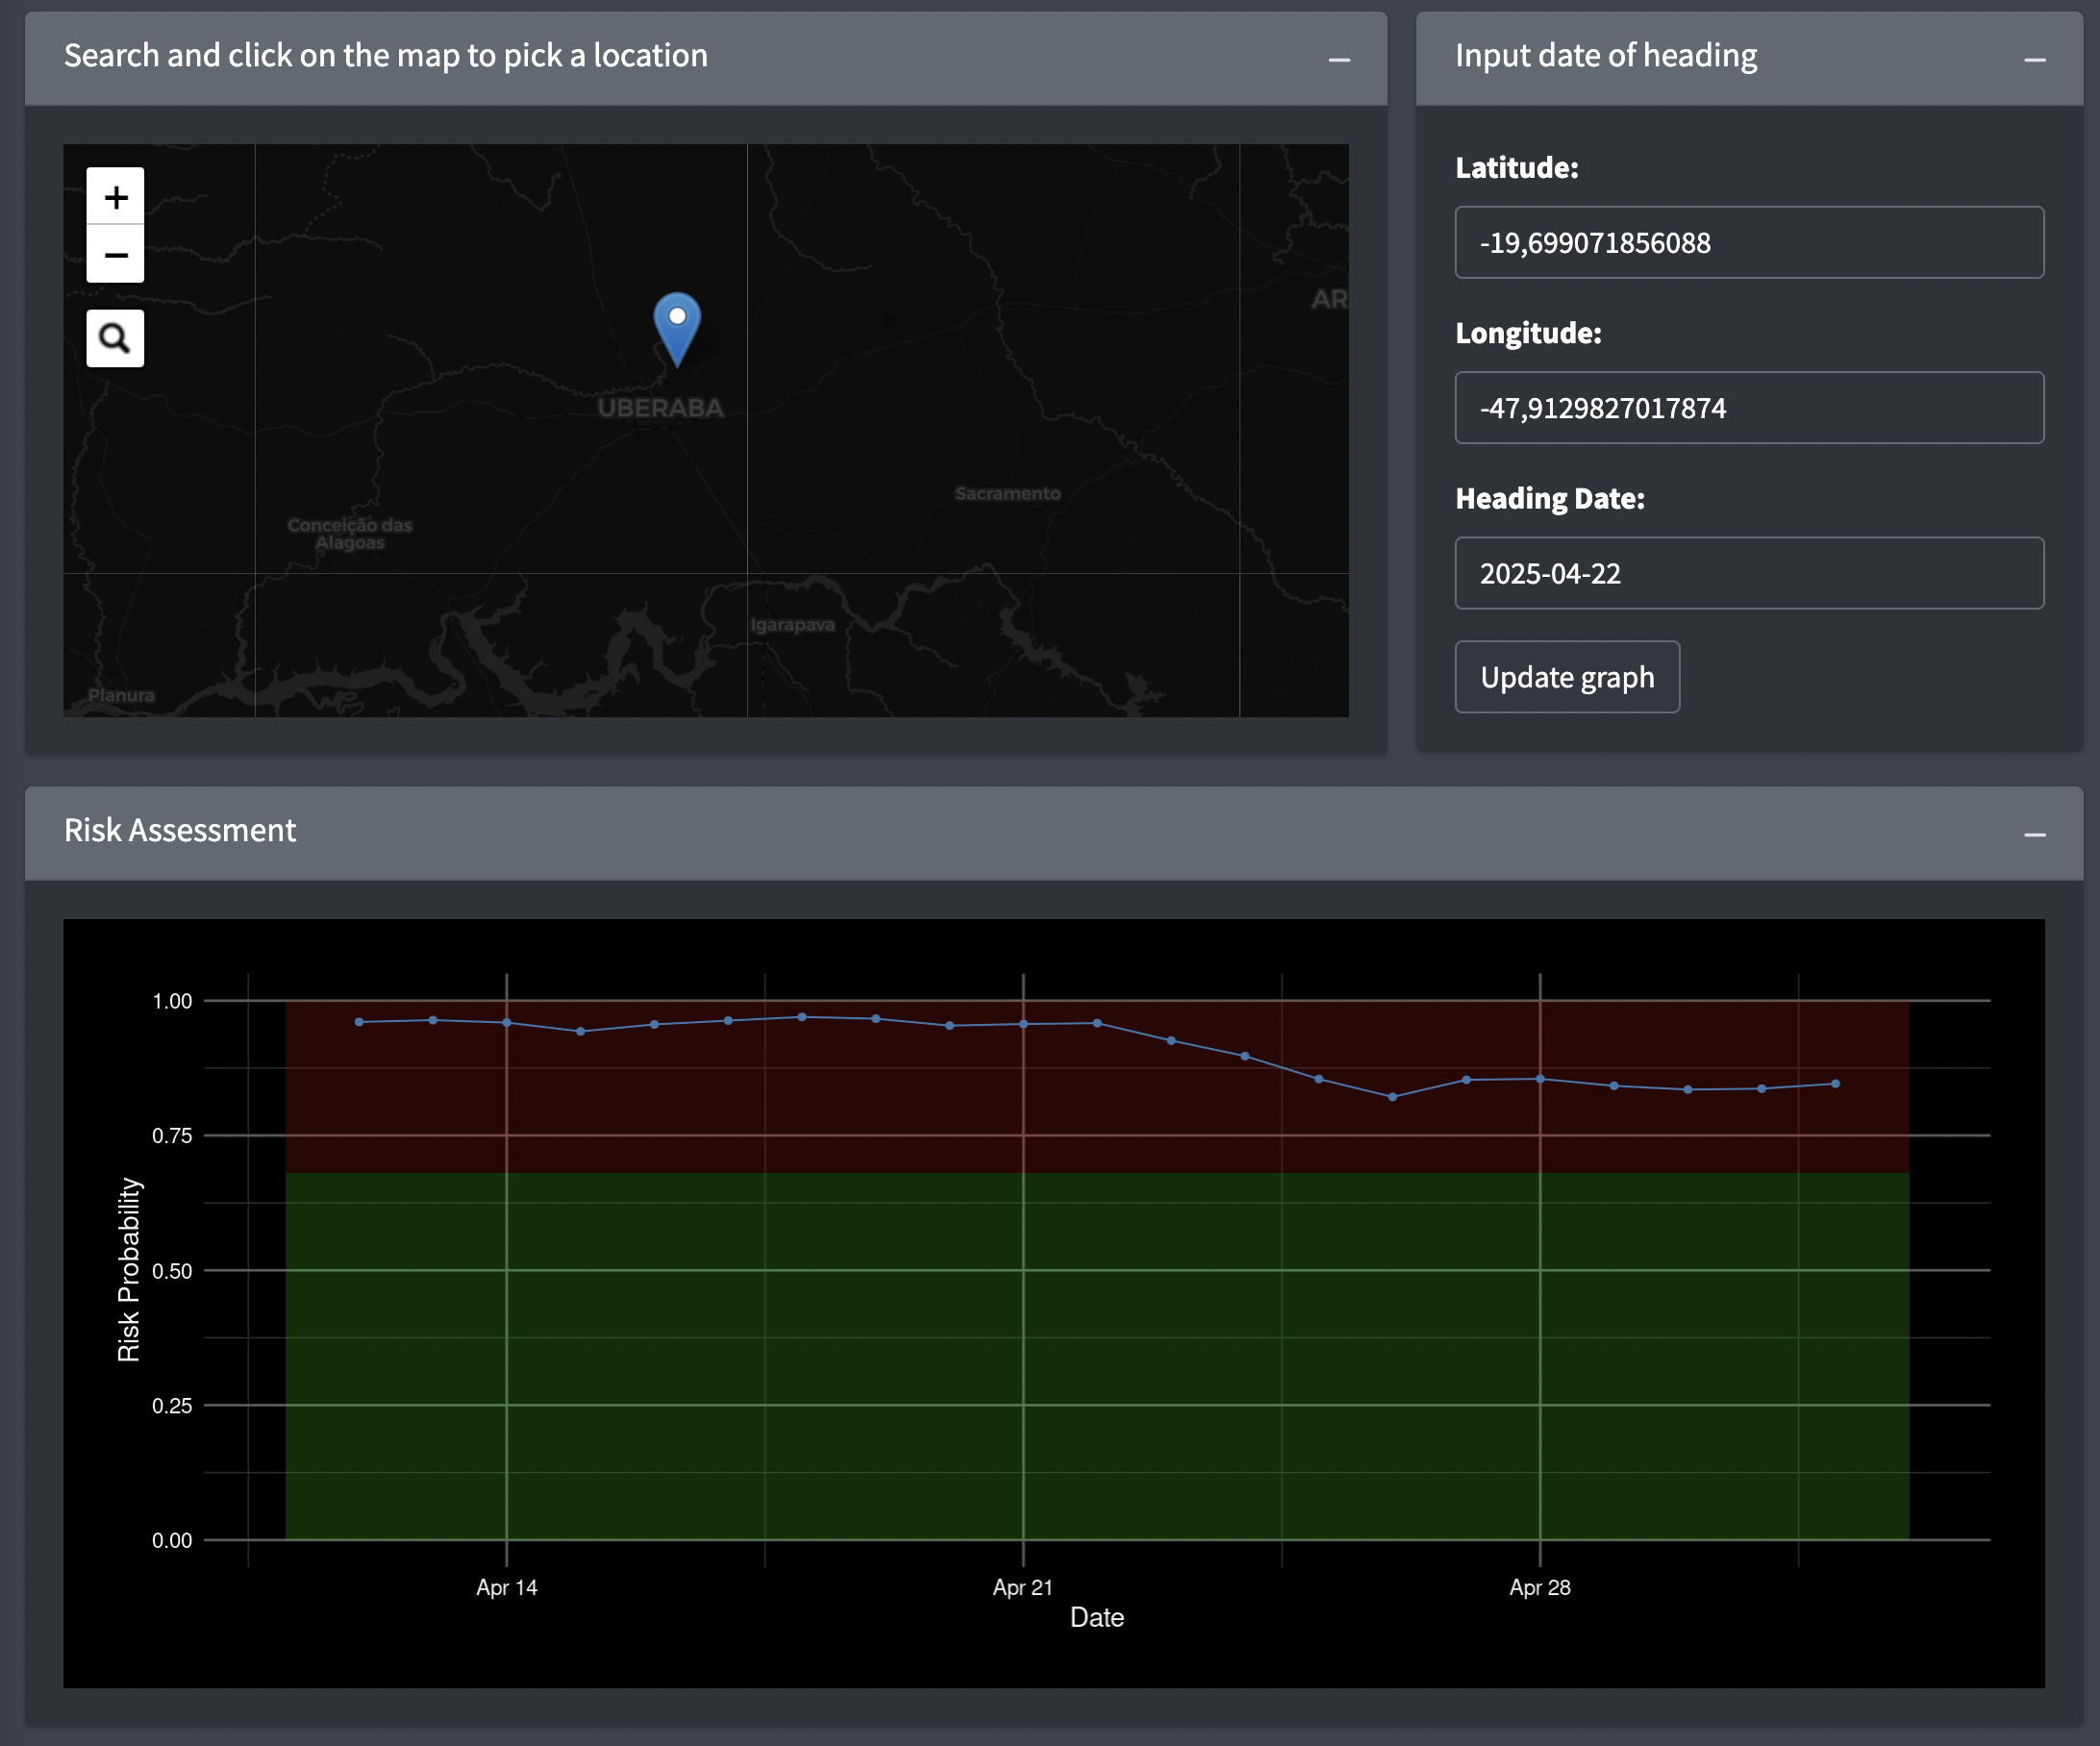 Search and click on the map to pick a location
+
−
UBERABA
AR
Sacramento
Conceição das
Alagoas
Igarapava
Planura
Input date of heading
Latitude:
-19,699071856088
Longitude:
-47,9129827017874
Heading Date:
2025-04-22
Update graph
Risk Assessment
Risk Probability
1.00
0.75
0.50
0.25
0.00
Apr 14
Apr 21
Apr 28
Date